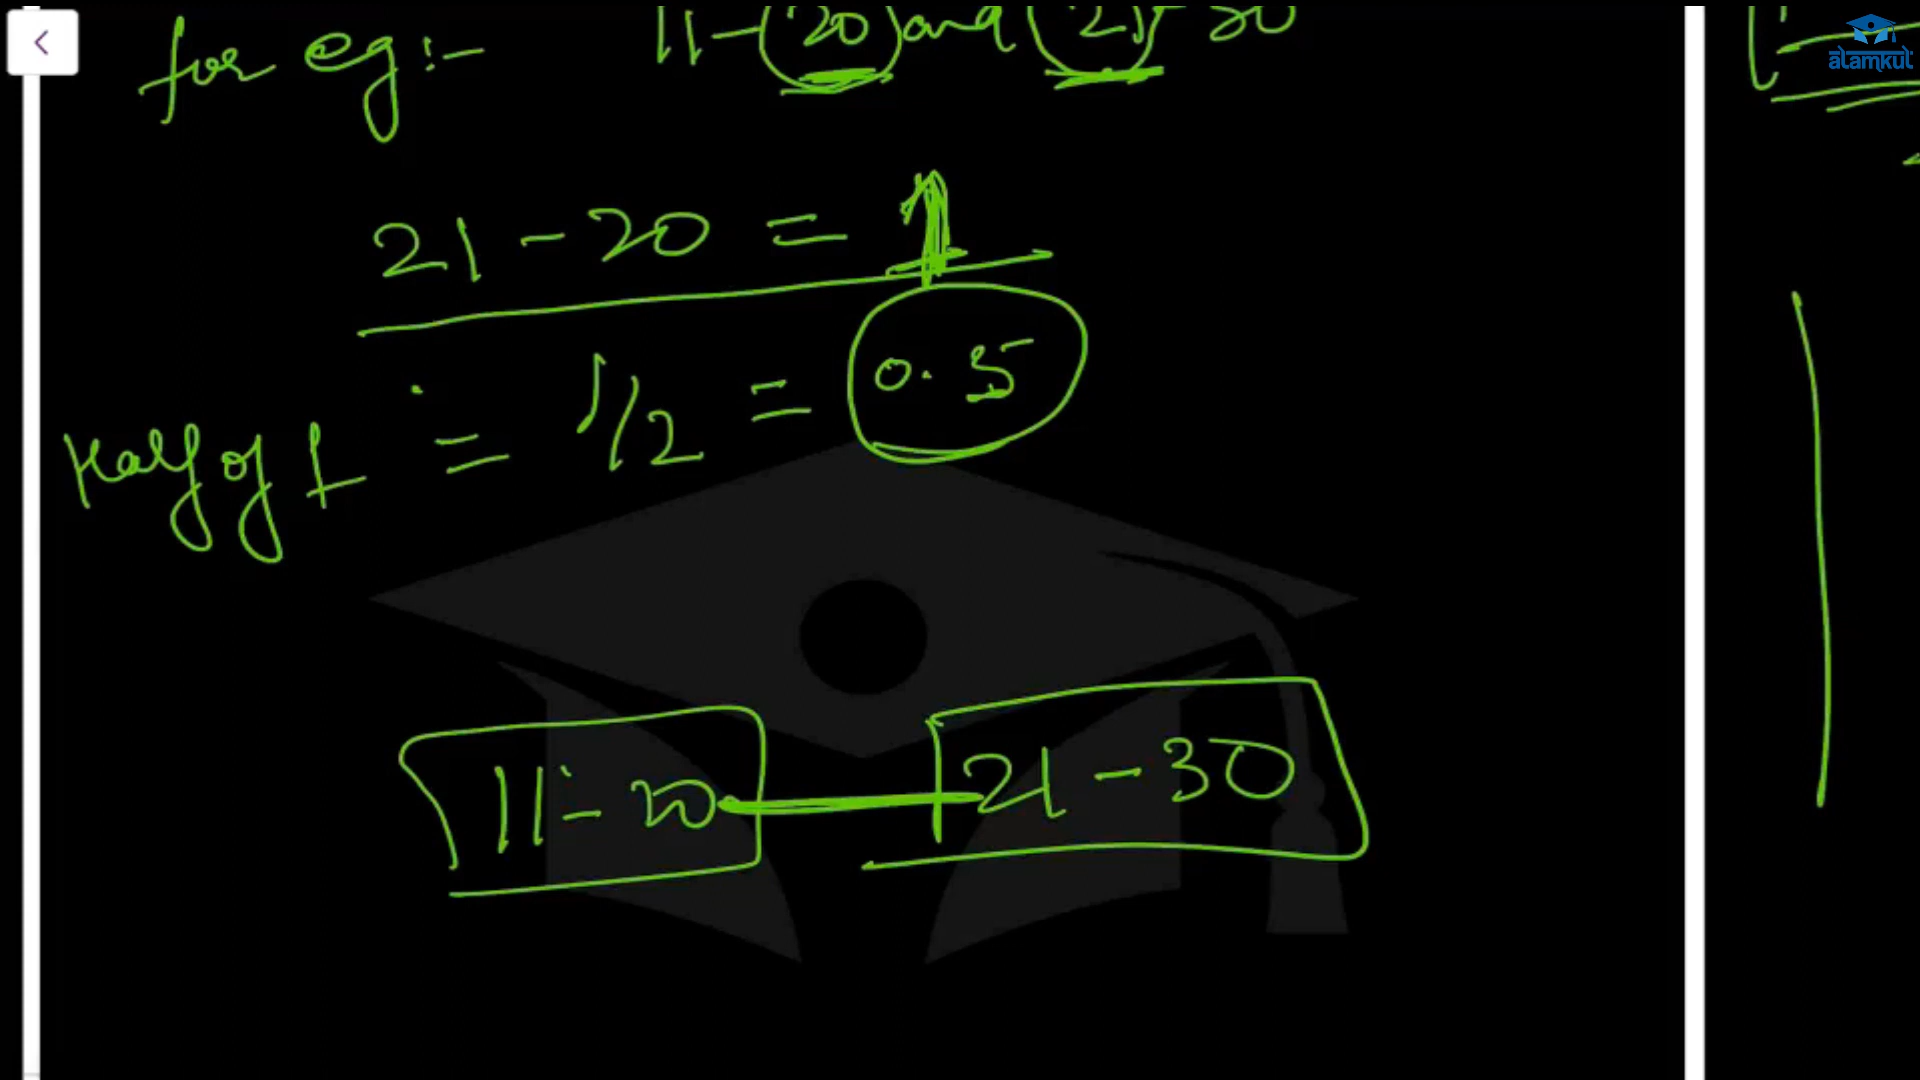 for eg:- 11-(20) and (21)-30
alamkut
21-20 = 1
Half of 1 = 1/2 = 0.5
11-20 21-30